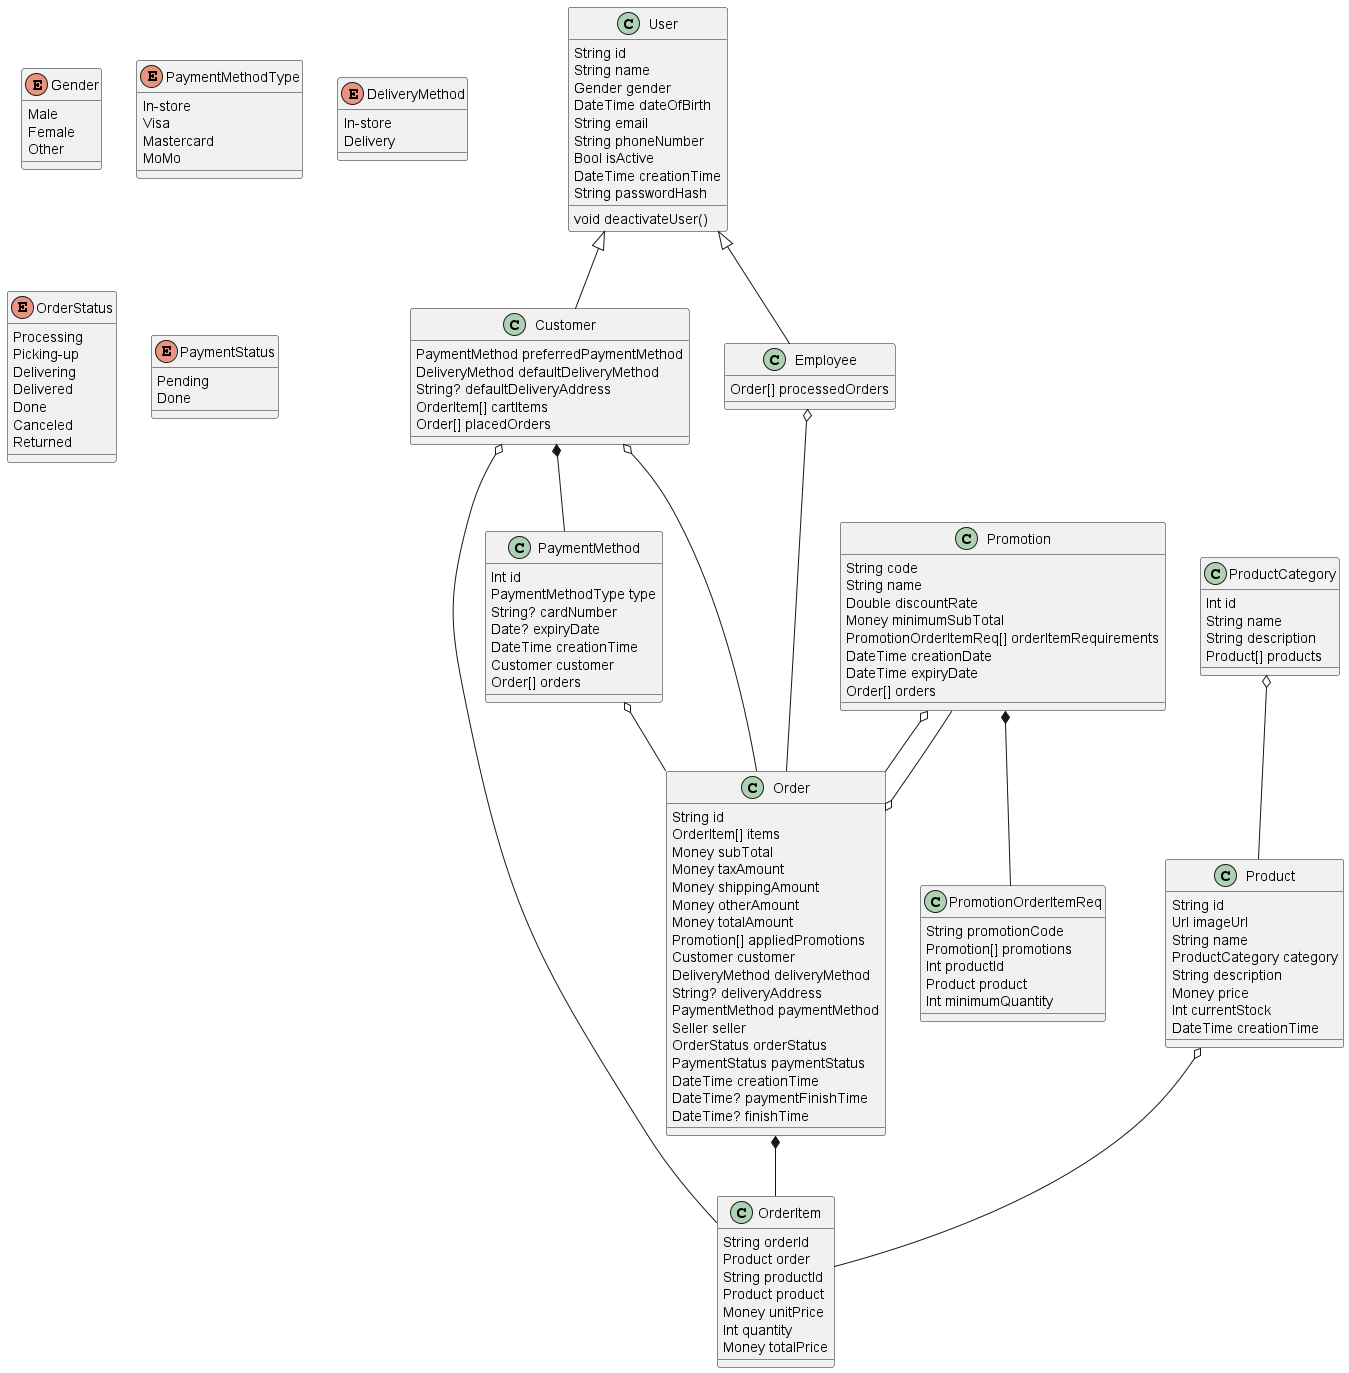 C User
String id
String name
Gender gender
DateTime dateOfBirth
String email
String phoneNumber
Bool isActive
DateTime creationTime
String passwordHash
void deactivateUser()
E Gender
Male
Female
Other
E PaymentMethodType
In-store
Visa
Mastercard
MoMo
E DeliveryMethod
In-store
Delivery
E OrderStatus
Processing
Picking-up
Delivering
Delivered
Done
Canceled
Returned
E PaymentStatus
Pending
Done
C Customer
PaymentMethod preferredPaymentMethod
DeliveryMethod defaultDeliveryMethod
String? defaultDeliveryAddress
OrderItem[] cartItems
Order[] placedOrders
C Employee
Order[] processedOrders
C PaymentMethod
Int id
PaymentMethodType type
String? cardNumber
Date? expiryDate
DateTime creationTime
Customer customer
Order[] orders
C Promotion
String code
String name
Double discountRate
Money minimumSubTotal
PromotionOrderItemReq[] orderItemRequirements
DateTime creationDate
DateTime expiryDate
Order[] orders
C ProductCategory
Int id
String name
String description
Product[] products
C Order
String id
OrderItem[] items
Money subTotal
Money taxAmount
Money shippingAmount
Money otherAmount
Money totalAmount
Promotion[] appliedPromotions
Customer customer
DeliveryMethod deliveryMethod
String? deliveryAddress
PaymentMethod paymentMethod
Seller seller
OrderStatus orderStatus
PaymentStatus paymentStatus
DateTime creationTime
DateTime? paymentFinishTime
DateTime? finishTime
C PromotionOrderItemReq
String promotionCode
Promotion[] promotions
Int productId
Product product
Int minimumQuantity
C Product
String id
Url imageUrl
String name
ProductCategory category
String description
Money price
Int currentStock
DateTime creationTime
C OrderItem
String orderId
Product order
String productId
Product product
Money unitPrice
Int quantity
Money totalPrice